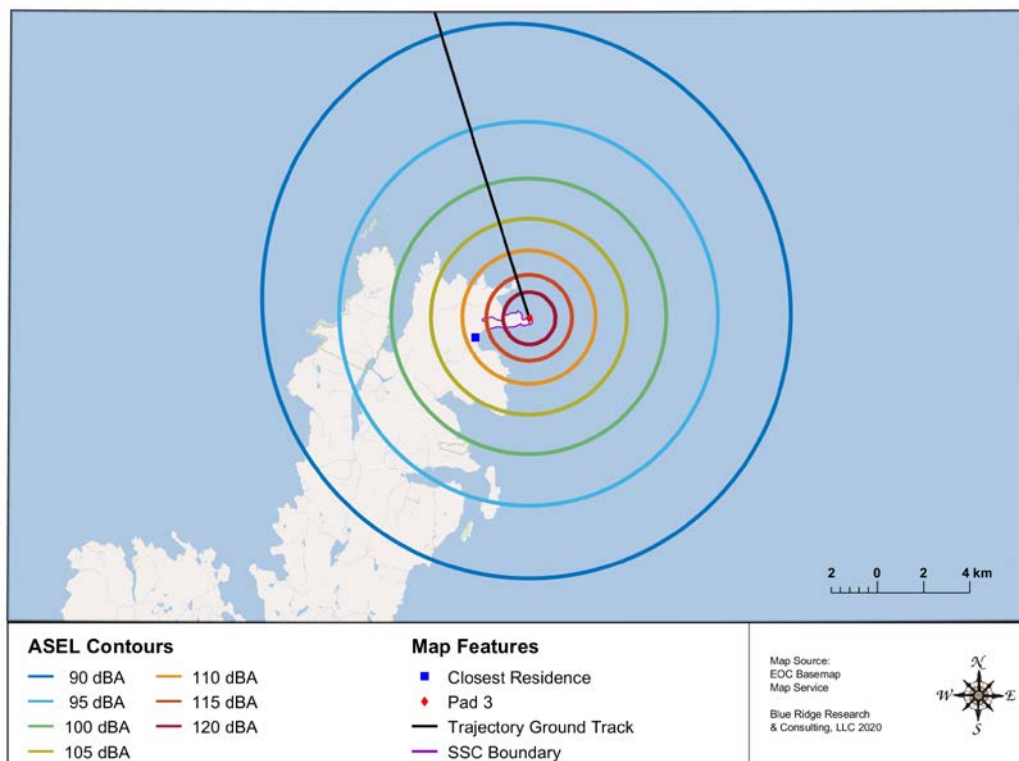 2 0 2 4 km
ASEL Contours
90 dBA
95 dBA
100 dBA
105 dBA
110 dBA
115 dBA
120 dBA
Map Features
Closest Residence
Pad 3
Trajectory Ground Track
SSC Boundary
Map Source:
EOC Basemap
Map Service
Blue Ridge Research
& Consulting, LLC 2020
N
W E
S